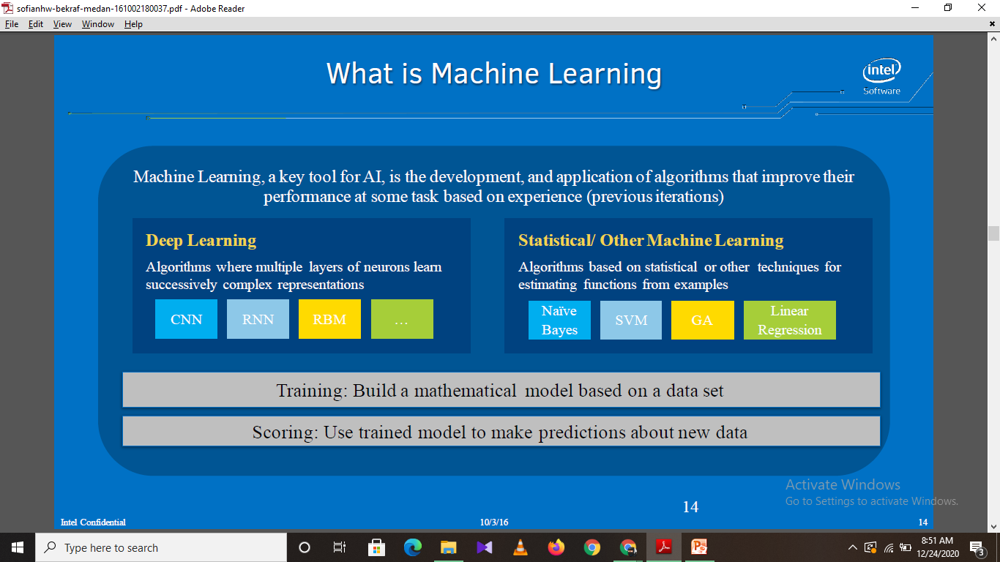 sofianhw-bekraf-medan-161002180037.pdf - Adobe Reader
File Edit View Window Help
What is Machine Learning
intel
Software
Machine Learning, a key tool for AI, is the development, and application of algorithms that improve their
performance at some task based on experience (previous iterations)
Deep Learning
Algorithms where multiple layers of neurons learn
successively complex representations
CNN RNN RBM …
Statistical/ Other Machine Learning
Algorithms based on statistical or other techniques for
estimating functions from examples
Naïve
Bayes
SVM
GA
Linear
Regression
Training: Build a mathematical model based on a data set
Scoring: Use trained model to make predictions about new data
Activate Windows
Go to Settings to activate Windows.
14
Intel Confidential 10/3/16 14
Type here to search
8:51 AM
12/24/2020
3